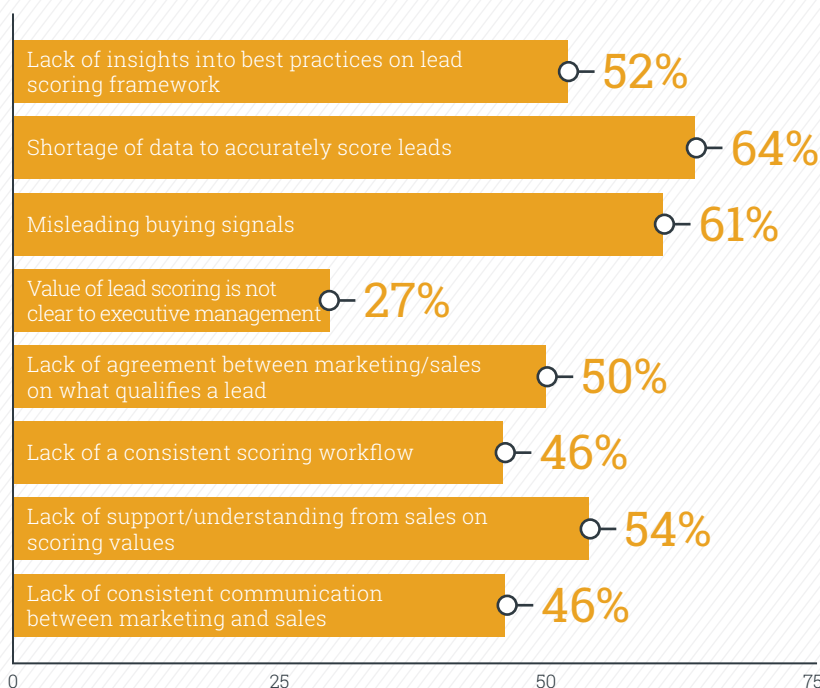 Lack of insights into best practices on lead
scoring framework
52%
Shortage of data to accurately score leads
64%
Misleading buying signals
61%
Value of lead scoring is not
clear to executive management
27%
Lack of agreement between marketing/sales
on what qualifies a lead
50%
Lack of a consistent scoring workflow
46%
Lack of support/understanding from sales on
scoring values
54%
Lack of consistent communication
between marketing and sales
46%
0 25 50 75